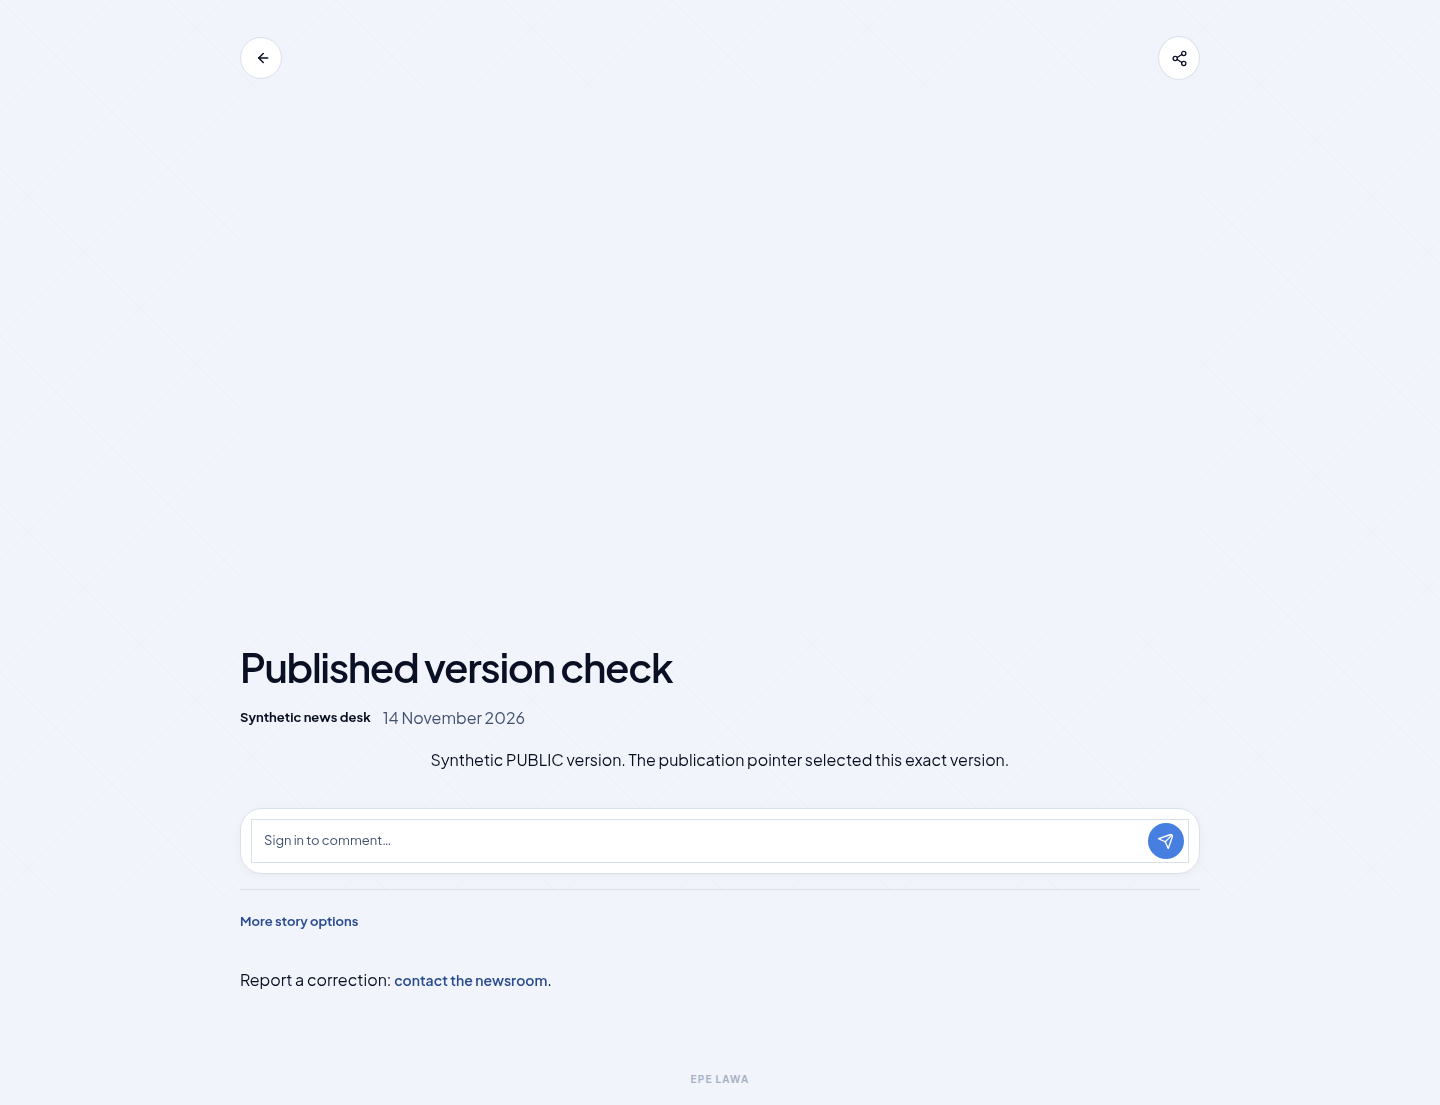 Published version check
Synthetic news desk 14 November 2026
Synthetic PUBLIC version. The publication pointer selected this exact version.
Sign in to comment...
More story options
Report a correction: contact the newsroom.
EPE LAWA